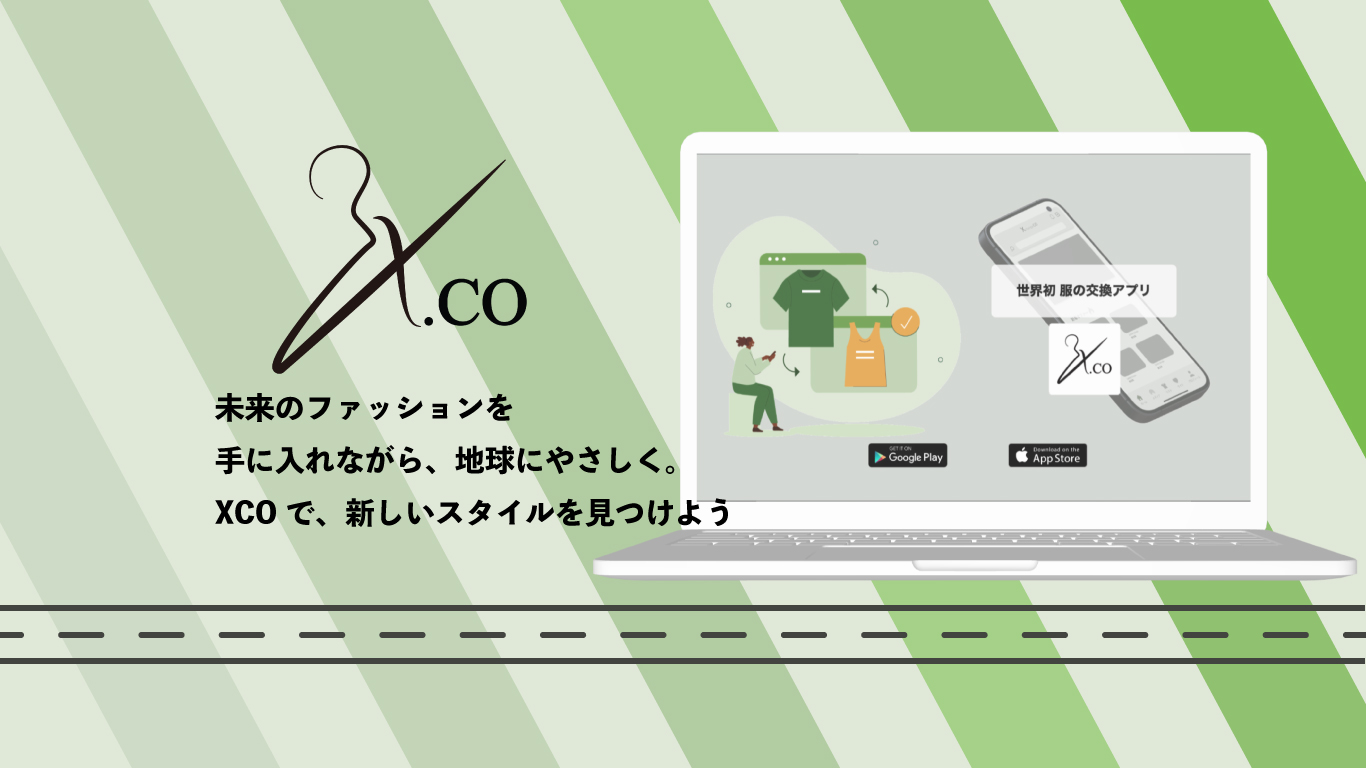 X.CO
未来のファッションを
手に入れながら、地球にやさしく。
XCO で、新しいスタイルを見つけよう
世界初 服の交換アプリ
X.CO
GET IT ON
Google Play
Download on the
App Store